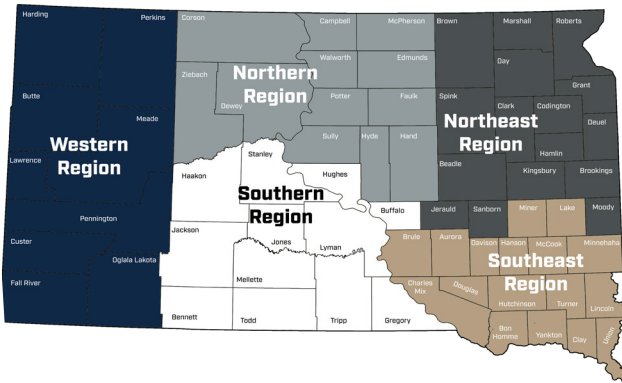 Harding
Perkins
Corson
Campbell
McPherson
Brown
Marshall
Roberts
Walworth
Edmunds
Day
Ziebach
Dewey
Northern
Region
Grant
Butte
Meade
Potter
Faulk
Spink
Clark
Codington
Deuel
Northeast
Region
Sully
Hyde
Hand
Hamlin
Western
Region
Lawrence
Stanley
Haakon
Hughes
Beadle
Kingsbury
Brookings
Southern
Region
Pennington
Buffalo
Jerauld
Sanborn
Miner
Lake
Moody
Custer
Jackson
Jones
Lyman
Brule
Aurora
Davison
Hanson
McCook
Minnehaha
Oglala Lakota
Southeast
Region
Fall River
Mellette
Charles
Mix
Douglas
Hutchinson
Turner
Lincoln
Bennett
Todd
Tripp
Gregory
Bon
Homme
Yankton
Clay
Union